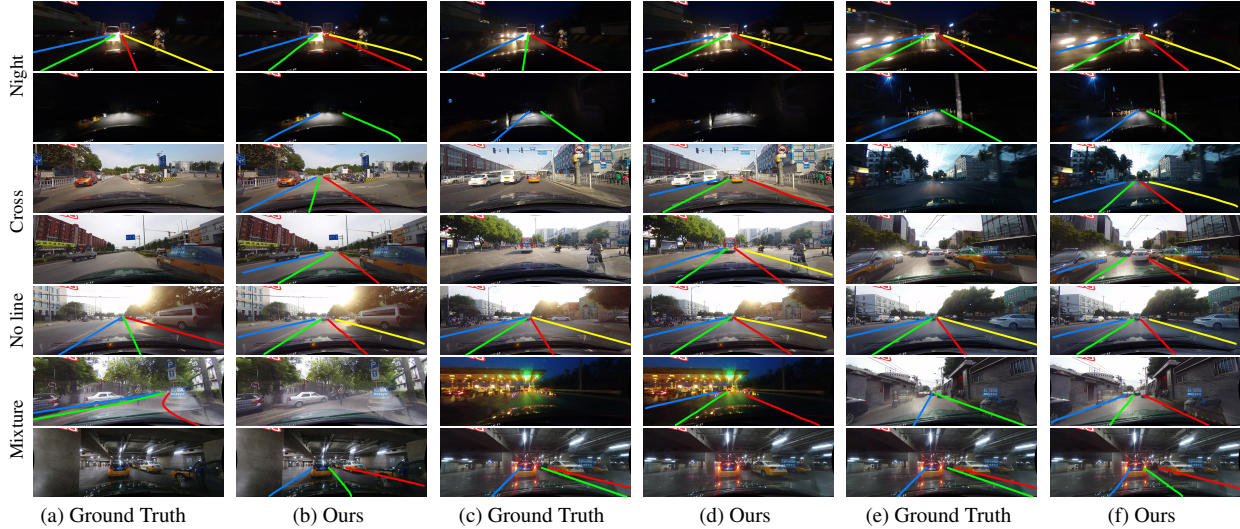 Night
Cross
No line
Mixture
(a) Ground Truth
(b) Ours
(c) Ground Truth
(d) Ours
(e) Ground Truth
(f) Ours